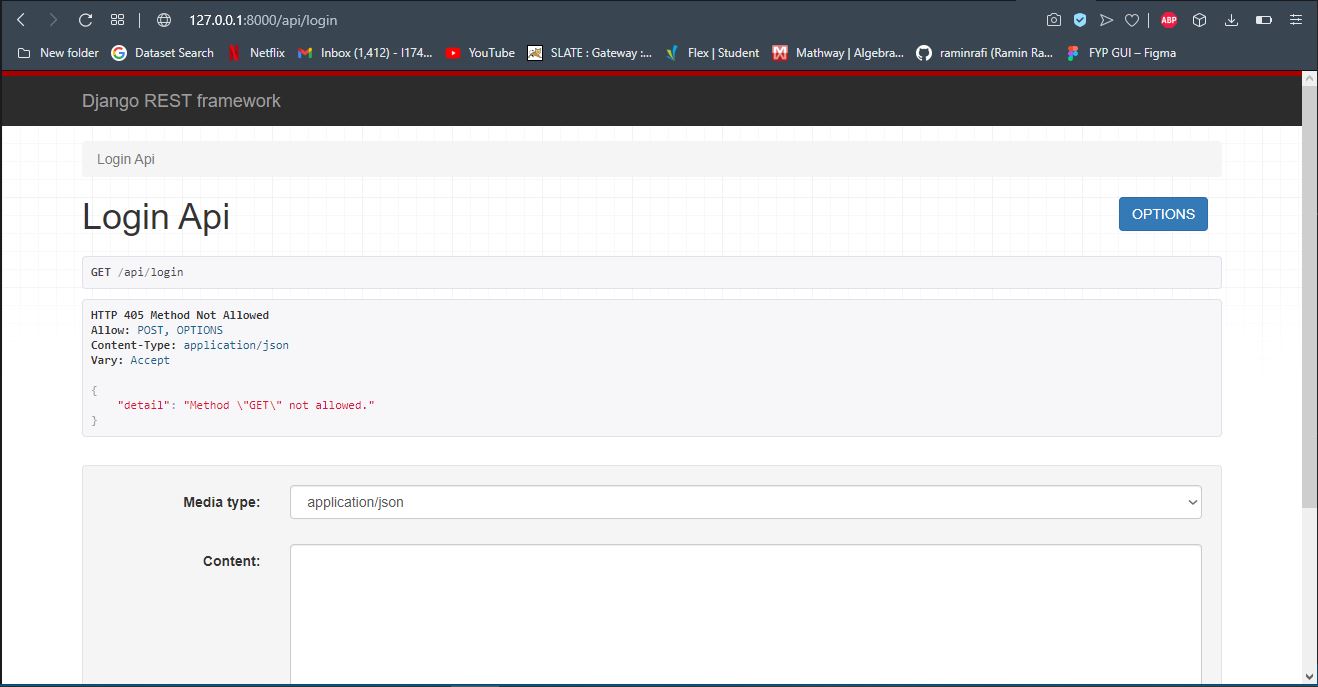 127.0.0.1:8000/api/login
ABP
New folder Dataset Search Netflix Inbox (1,412) - I174... YouTube SLATE : Gateway :... Flex | Student Mathway | Algebra... raminrafi (Ramin Ra... FYP GUI – Figma
Django REST framework
Login Api
Login Api
OPTIONS
GET /api/login
HTTP 405 Method Not Allowed
Allow: POST, OPTIONS
Content-Type: application/json
Vary: Accept
{
"detail": "Method \"GET\" not allowed."
}
Media type: application/json
Content: